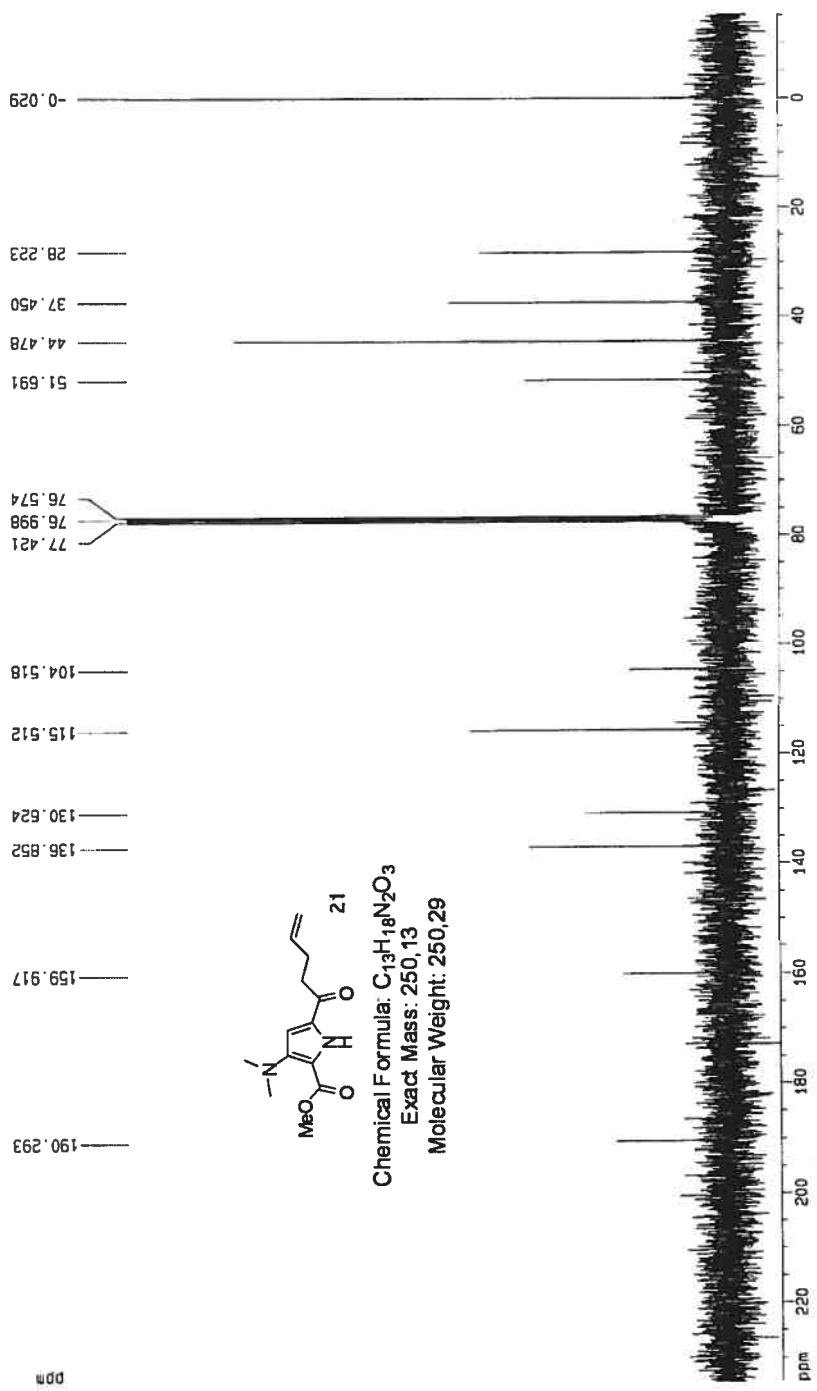 ppm
190.293
159.917
136.852
130.624
115.512
104.518
77.421
76.998
76.574
51.691
44.478
37.450
28.223
-0.029
N
MeO
N
H
O
O
21
Chemical Formula: C₁₃H₁₈N₂O₃
Exact Mass: 250,13
Molecular Weight: 250,29
ppm 220 200 180 160 140 120 100 80 60 40 20 0